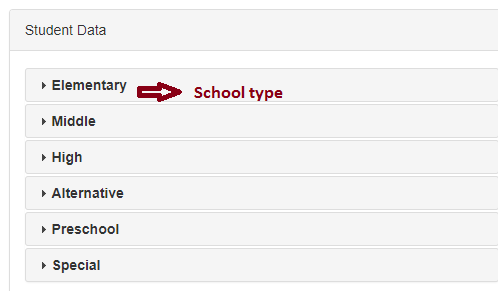 Student Data
Elementary School type
Middle
High
Alternative
Preschool
Special